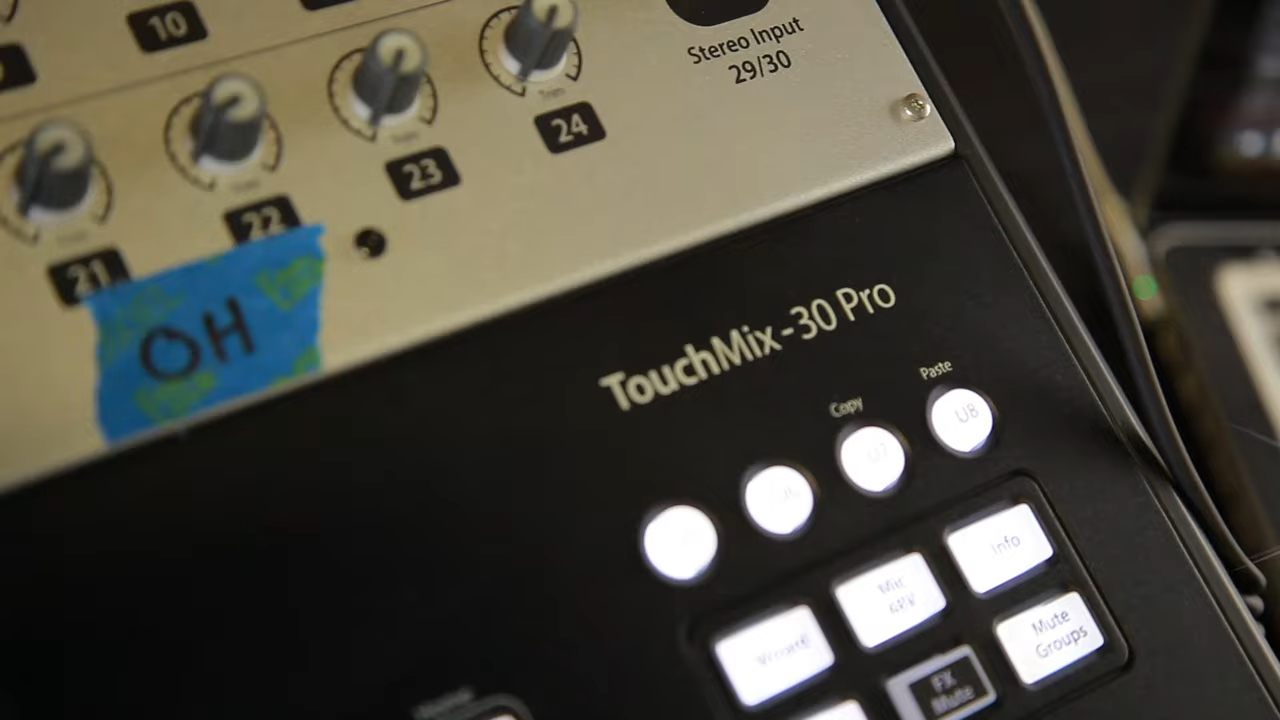 10
Stereo Input
29/30
24
23
22
21
OH
TouchMix-30 Pro
Copy
Paste
U8
U7
Info
Mute
Groups
FX
Mute